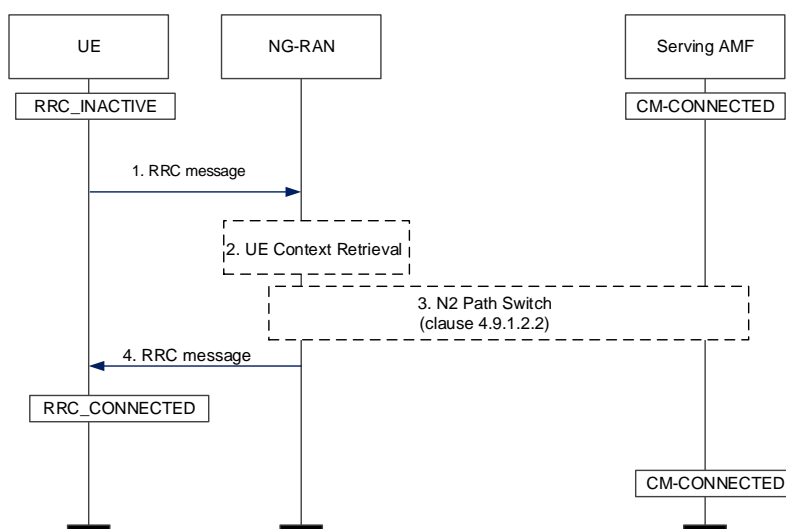 UE
NG-RAN
Serving AMF
RRC_INACTIVE
CM-CONNECTED
1. RRC message
2. UE Context Retrieval
3. N2 Path Switch
(clause 4.9.1.2.2)
4. RRC message
RRC_CONNECTED
CM-CONNECTED